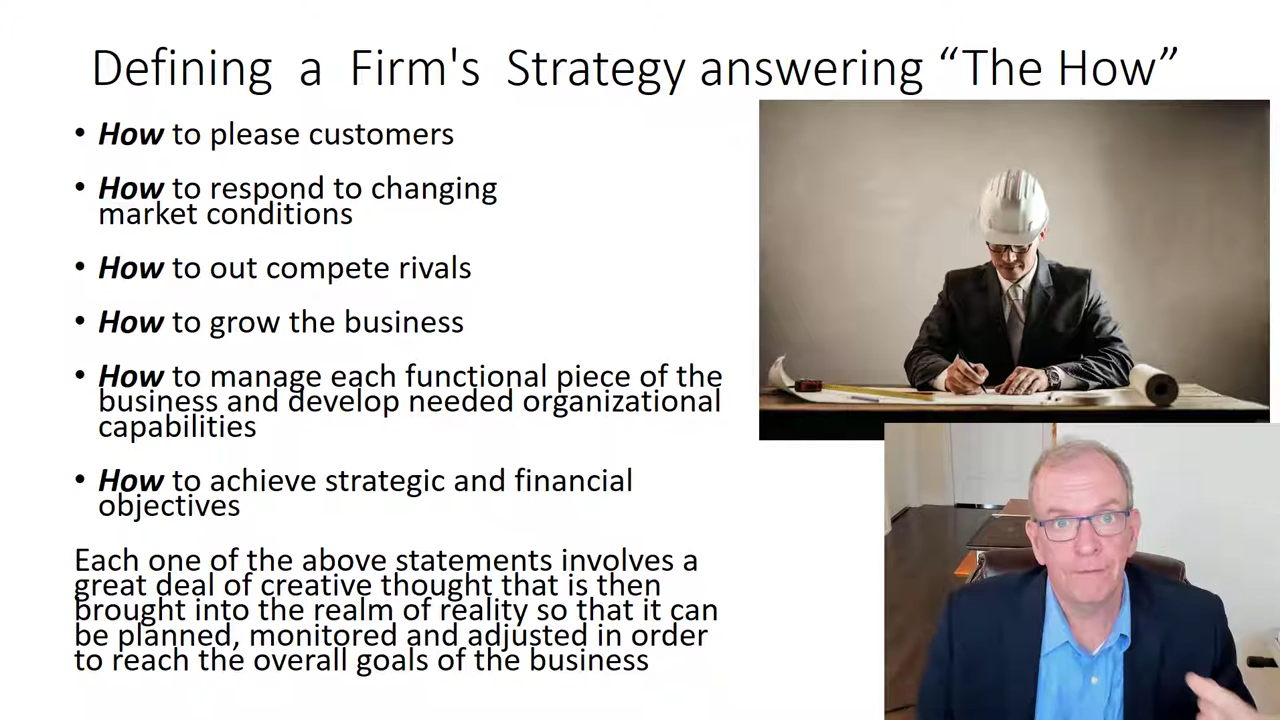 Defining a Firm's Strategy answering “The How”
• How to please customers
• How to respond to changing
market conditions
• How to out compete rivals
• How to grow the business
• How to manage each functional piece of the
business and develop needed organizational
capabilities
• How to achieve strategic and financial
objectives
Each one of the above statements involves a
great deal of creative thought that is then
brought into the realm of reality so that it can
be planned, monitored and adjusted in order
to reach the overall goals of the business